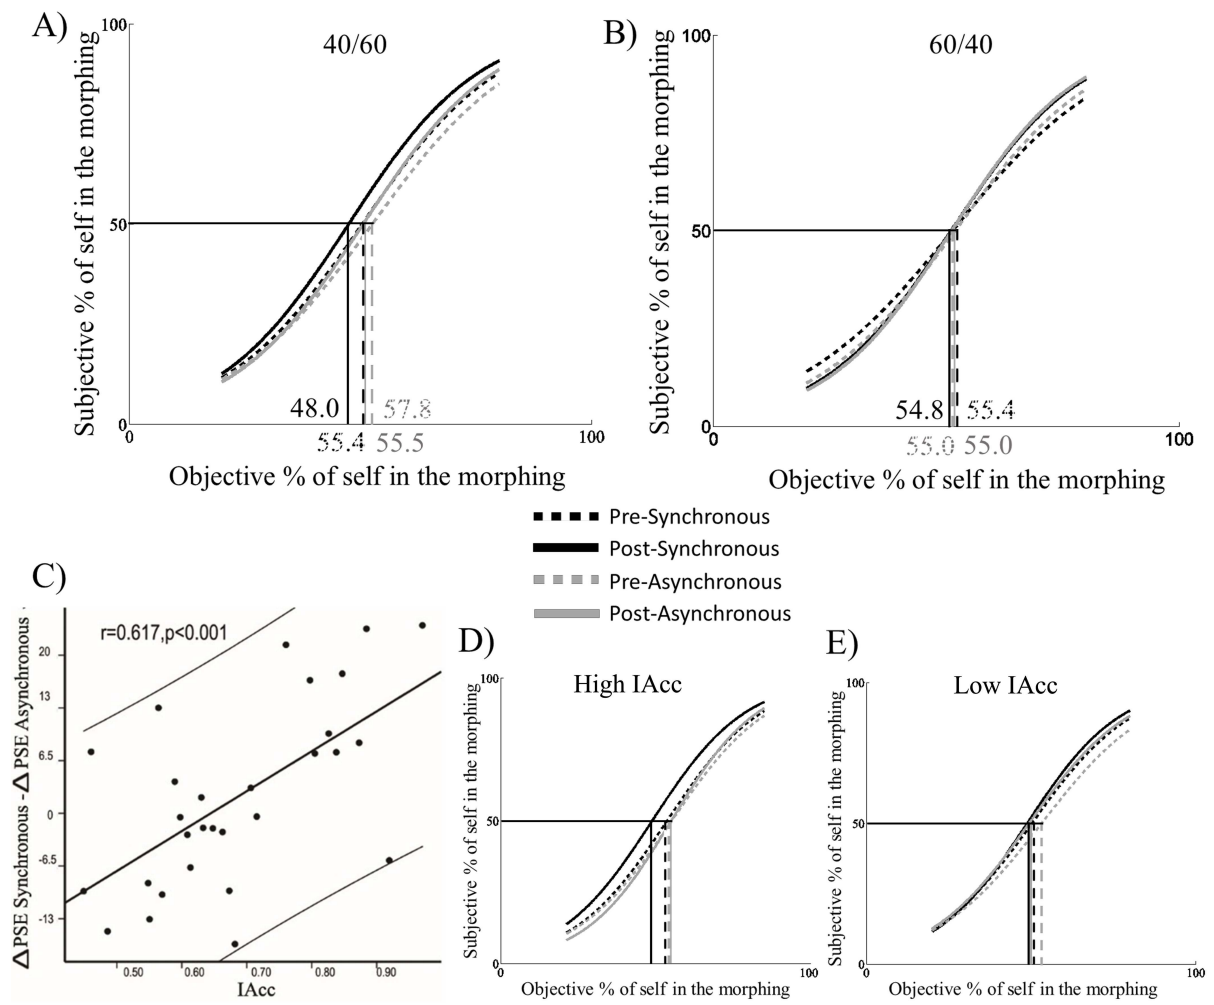 A)
40/60
100
50
0
Subjective % of self in the morphing
48.0
57.8
0
55.4
55.5
100
Objective % of self in the morphing
B)
60/40
100
50
0
Subjective % of self in the morphing
54.8
55.4
0
55.0
55.0
100
Objective % of self in the morphing
Pre-Synchronous
Post-Synchronous
Pre-Asynchronous
Post-Asynchronous
C)
r=0.617,p<0.001
20
13
6.5
0
-6.5
-13
ΔPSE Synchronous -ΔPSE Asynchronous
0.50 0.60 0.70 0.80 0.90
IAcc
D)
High IAcc
100
50
0
Subjective % of self in the morphing
0 100
Objective % of self in the morphing
E)
Low IAcc
100
50
0
Subjective % of self in the morphing
0 100
Objective % of self in the morphing